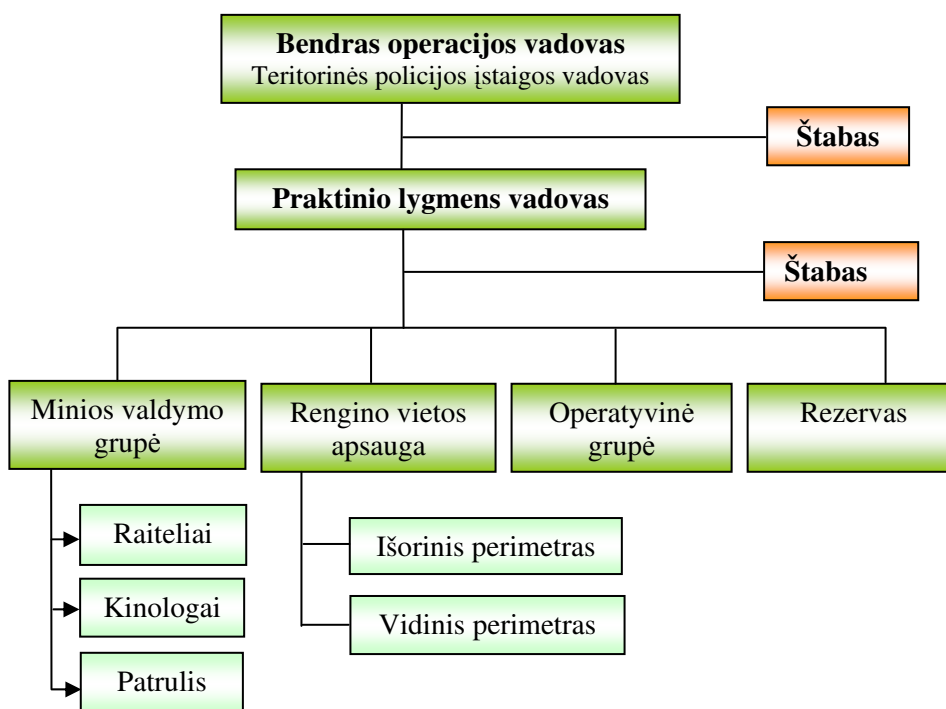 Bendras operacijos vadovas
Teritorinės policijos įstaigos vadovas
Štabas
Praktinio lygmens vadovas
Štabas
Minios valdymo
grupė
Rengino vietos
apsauga
Operatyvinė
grupė
Rezervas
Raiteliai
Kinologai
Patrulis
Išorinis perimetras
Vidinis perimetras